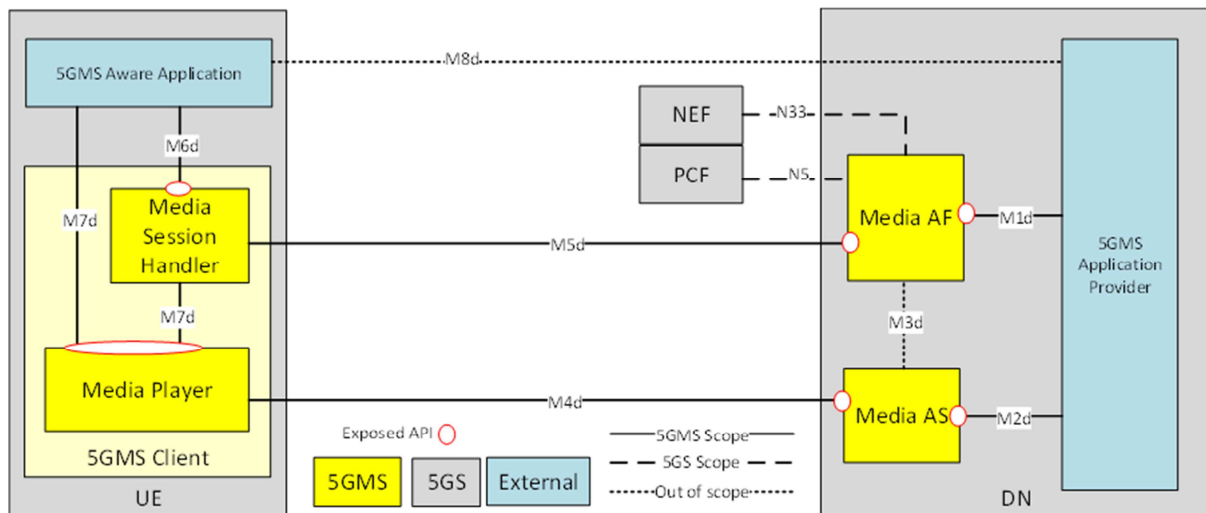 5GMS Aware Application
M8d
M6d
NEF
N33
PCF
N5
Media
Session
Handler
M7d
M5d
Media AF
M1d
5GMS
Application
Provider
M7d
M3d
Media Player
M4d
Media AS
M2d
5GMS Client
UE
Exposed API
5GMS
5GS
External
5GMS Scope
5GS Scope
Out of scope
DN